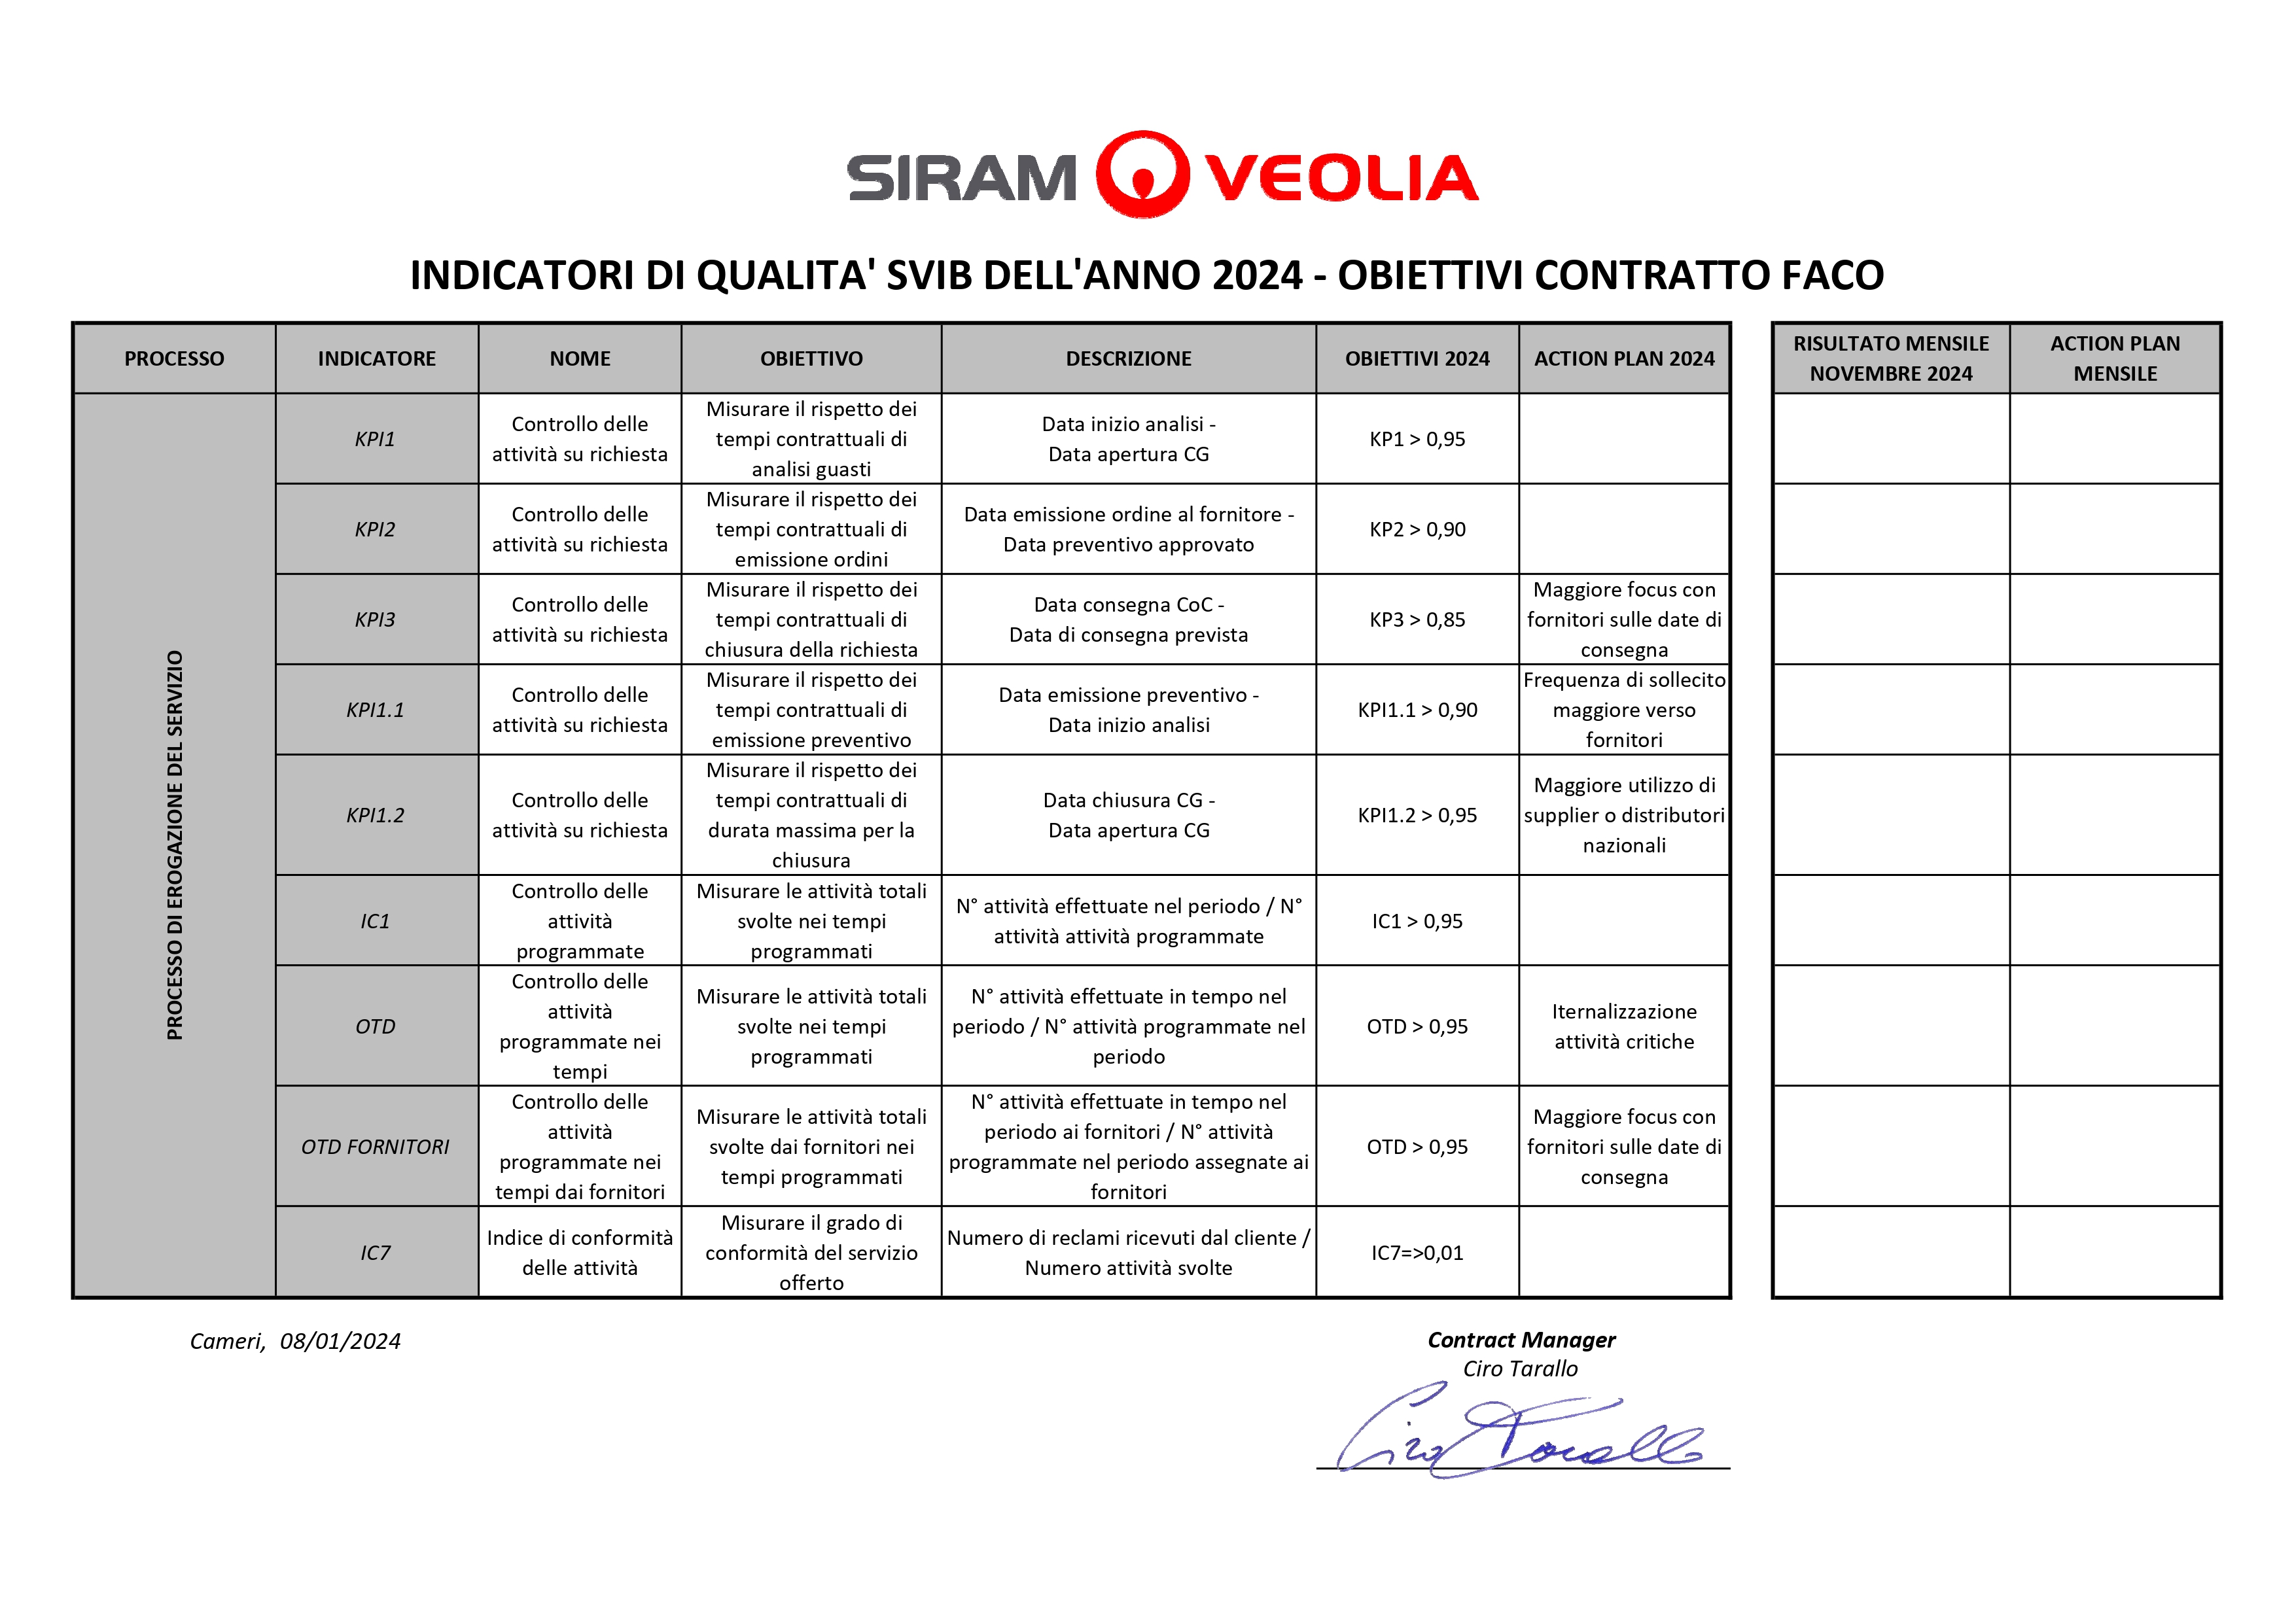 SIRAM VEOLIA
INDICATORI DI QUALITA' SVIB DELL'ANNO 2024 - OBIETTIVI CONTRATTO FACO
PROCESSO
INDICATORE
NOME
OBIETTIVO
DESCRIZIONE
OBIETTIVI 2024
ACTION PLAN 2024
RISULTATO MENSILE
NOVEMBRE 2024
ACTION PLAN
MENSILE
PROCESSO DI EROGAZIONE DEL SERVIZIO
KPI1
Controllo delle
attività su richiesta
Misurare il rispetto dei
tempi contrattuali di
analisi guasti
Data inizio analisi -
Data apertura CG
KP1 > 0,95
KPI2
Controllo delle
attività su richiesta
Misurare il rispetto dei
tempi contrattuali di
emissione ordini
Data emissione ordine al fornitore -
Data preventivo approvato
KP2 > 0,90
KPI3
Controllo delle
attività su richiesta
Misurare il rispetto dei
tempi contrattuali di
chiusura della richiesta
Data consegna CoC -
Data di consegna prevista
KP3 > 0,85
Maggiore focus con
fornitori sulle date di
consegna
KPI1.1
Controllo delle
attività su richiesta
Misurare il rispetto dei
tempi contrattuali di
emissione preventivo
Data emissione preventivo -
Data inizio analisi
KPI1.1 > 0,90
Frequenza di sollecito
maggiore verso
fornitori
KPI1.2
Controllo delle
attività su richiesta
Misurare il rispetto dei
tempi contrattuali di
durata massima per la
chiusura
Data chiusura CG -
Data apertura CG
KPI1.2 > 0,95
Maggiore utilizzo di
supplier o distributori
nazionali
IC1
Controllo delle
attività
programmate
Misurare le attività totali
svolte nei tempi
programmati
N° attività effettuate nel periodo / N°
attività attività programmate
IC1 > 0,95
OTD
Controllo delle
attività
programmate nei
tempi
Misurare le attività totali
svolte nei tempi
programmati
N° attività effettuate in tempo nel
periodo / N° attività programmate nel
periodo
OTD > 0,95
Iternalizzazione
attività critiche
OTD FORNITORI
Controllo delle
attività
programmate nei
tempi dai fornitori
Misurare le attività totali
svolte dai fornitori nei
tempi programmati
N° attività effettuate in tempo nel
periodo ai fornitori / N° attività
programmate nel periodo assegnate ai
fornitori
OTD > 0,95
Maggiore focus con
fornitori sulle date di
consegna
IC7
Indice di conformità
delle attività
Misurare il grado di
conformità del servizio
offerto
Numero di reclami ricevuti dal cliente /
Numero attività svolte
IC7=>0,01
Cameri, 08/01/2024
Contract Manager
Ciro Tarallo
Ciro Tarallo